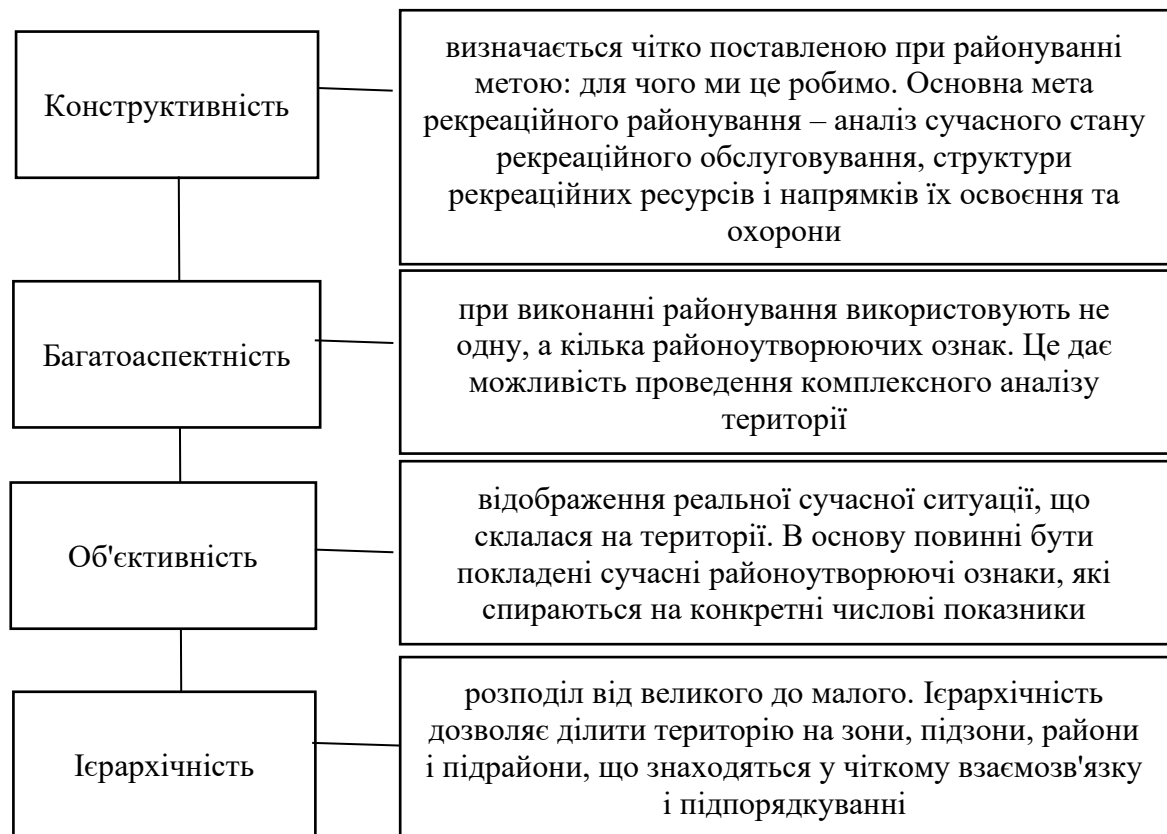 Конструктивність
визначається чітко поставленою при районуванні
метою: для чого ми це робимо. Основна мета
рекреаційного районування – аналіз сучасного стану
рекреаційного обслуговування, структури
рекреаційних ресурсів і напрямків їх освоєння та
охорони
Багатоаспектність
при виконанні районування використовують не
одну, а кілька районоутворюючих ознак. Це дає
можливість проведення комплексного аналізу
території
Об'єктивність
відображення реальної сучасної ситуації, що
склалася на території. В основу повинні бути
покладені сучасні районоутворюючі ознаки, які
спираються на конкретні числові показники
Ієрархічність
розподіл від великого до малого. Ієрархічність
дозволяє ділити територію на зони, підзони, райони
і підрайони, що знаходяться у чіткому взаємозв'язку
і підпорядкуванні